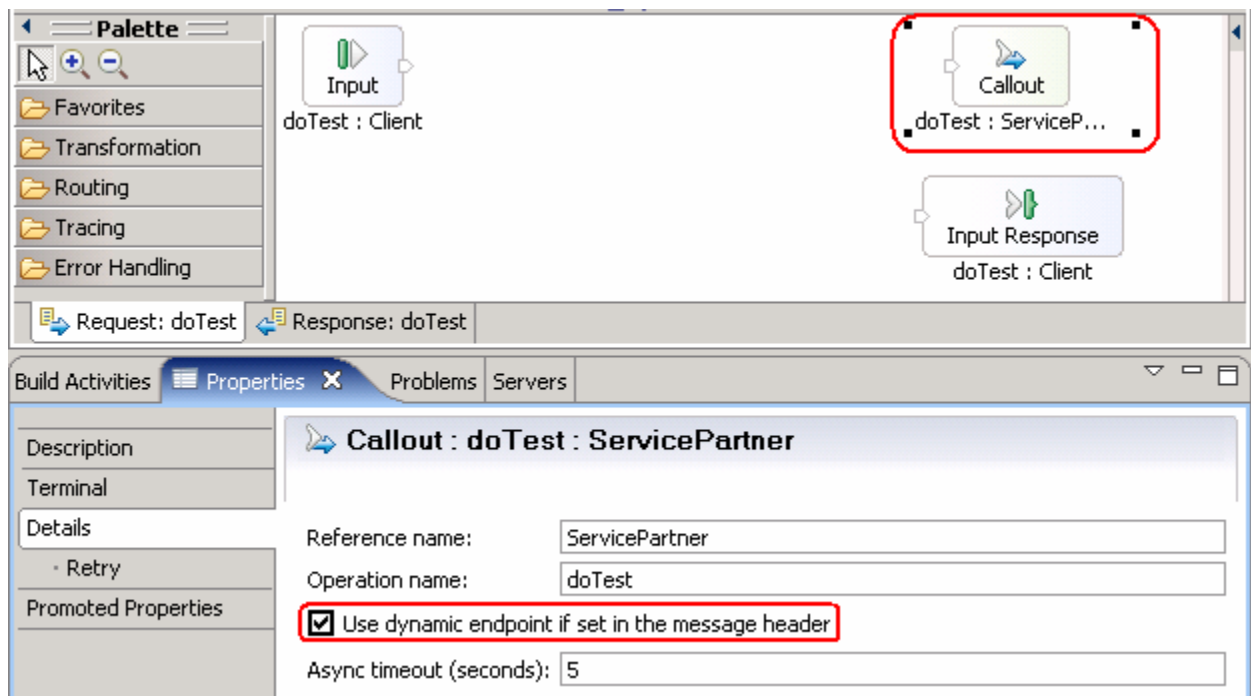 Palette
Favorites
Transformation
Routing
Tracing
Error Handling
Input
doTest : Client
Callout
doTest : ServiceP...
Input Response
doTest : Client
Request: doTest
Response: doTest
Build Activities
Properties
Problems
Servers
Description
Terminal
Details
Retry
Promoted Properties
Callout : doTest : ServicePartner
Reference name: ServicePartner
Operation name: doTest
Use dynamic endpoint if set in the message header
Async timeout (seconds): 5